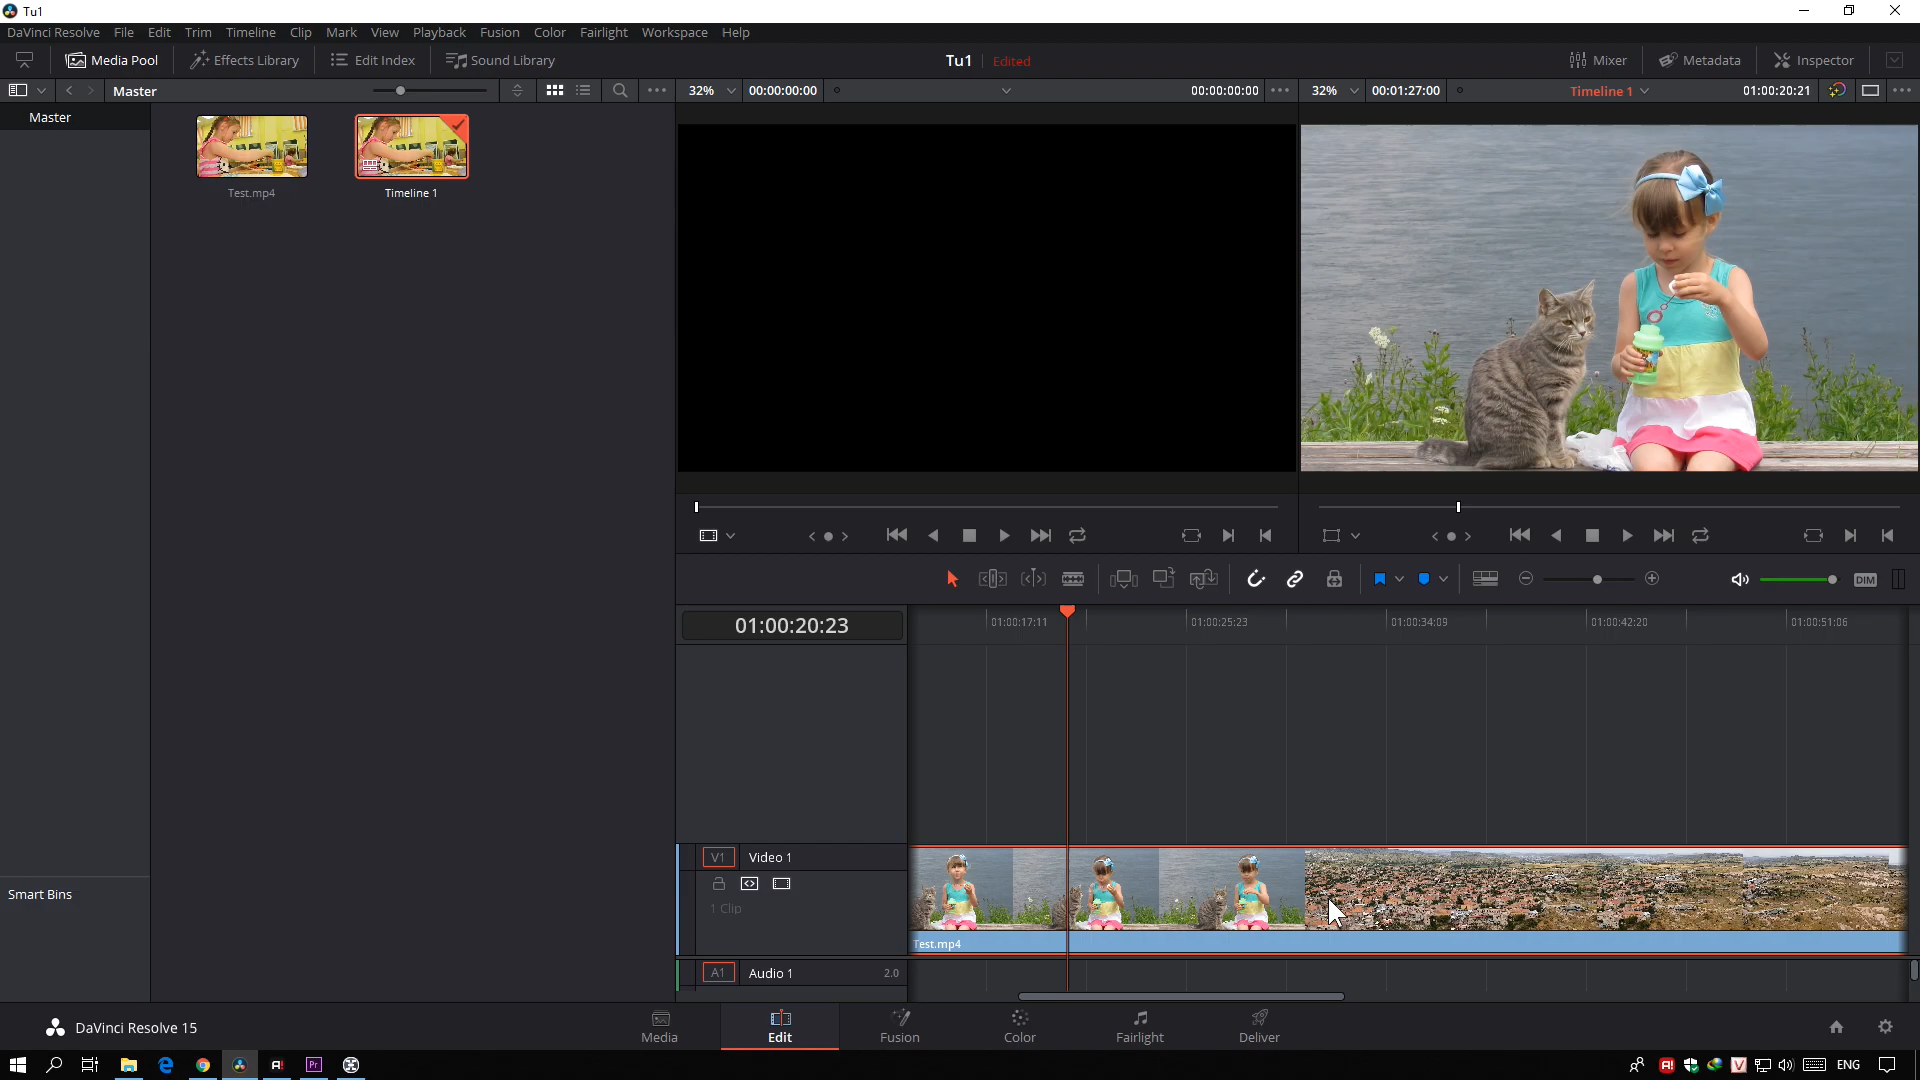 Tu1
DaVinci Resolve File Edit Trim Timeline Clip Mark View Playback Fusion Color Fairlight Workspace Help
Media Pool Effects Library Edit Index Sound Library Tu1 Edited Mixer Metadata Inspector
Master 32% 00:00:00:00 00:00:00:00 32% 00:01:27:00 Timeline 1 01:00:20:21
Master
Test.mp4 Timeline 1
DIM
01:00:20:23 01:00:17:11 01:00:25:23 01:00:34:09 01:00:42:20 01:00:51:06
V1 Video 1
Smart Bins
1 Clip
Test.mp4
A1 Audio 1 2.0
DaVinci Resolve 15 Media Edit Fusion Color Fairlight Deliver
A! Pr A! V ENG